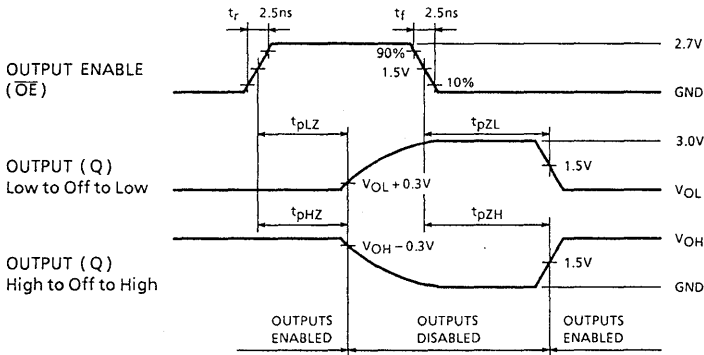 tr 2.5ns tf 2.5ns
2.7V
90%
OUTPUT ENABLE
(OE)
1.5V
10%
GND
tpLZ tpZL
3.0V
OUTPUT (Q)
Low to Off to Low
1.5V
VOL+0.3V
VOL
tpHZ tpZH
VOH
VOH−0.3V
OUTPUT (Q)
High to Off to High
1.5V
GND
OUTPUTS ENABLED
OUTPUTS DISABLED
OUTPUTS ENABLED